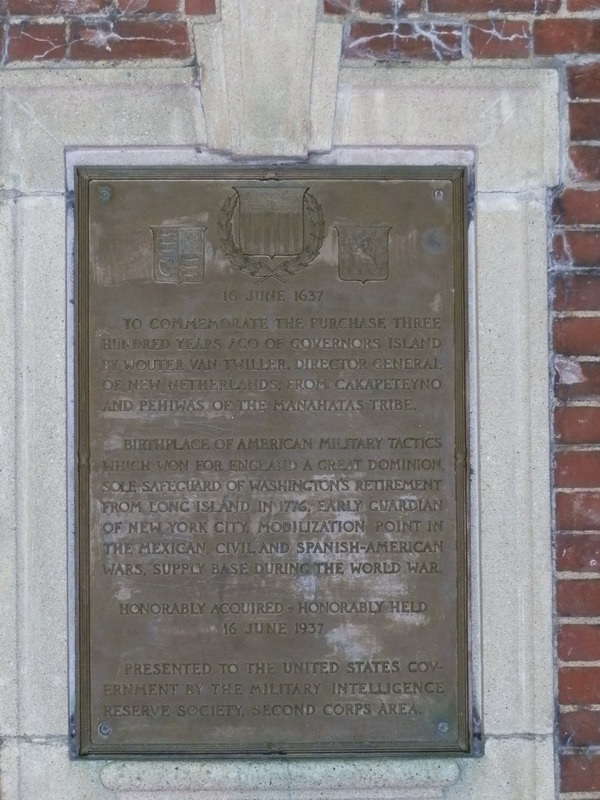 16 JUNE 1637
TO COMMEMORATE THE PURCHASE THREE
HUNDRED YEARS AGO OF GOVERNORS ISLAND
BY WOUTER VAN TWILLER, DIRECTOR GENERAL
OF NEW NETHERLANDS, FROM CAKAPETEYNO
AND PEHIWAS OF THE MANAHATAS TRIBE.
BIRTHPLACE OF AMERICAN MILITARY TACTICS
WHICH WON FOR ENGLAND A GREAT DOMINION,
SOLE SAFEGUARD OF WASHINGTON'S RETIREMENT
FROM LONG ISLAND IN 1776, EARLY GUARDIAN
OF NEW YORK CITY, MOBILIZATION POINT IN
THE MEXICAN, CIVIL AND SPANISH-AMERICAN
WARS, SUPPLY BASE DURING THE WORLD WAR.
HONORABLY ACQUIRED - HONORABLY HELD
16 JUNE 1937
PRESENTED TO THE UNITED STATES GOV-
ERNMENT BY THE MILITARY INTELLIGENCE
RESERVE SOCIETY, SECOND CORPS AREA.